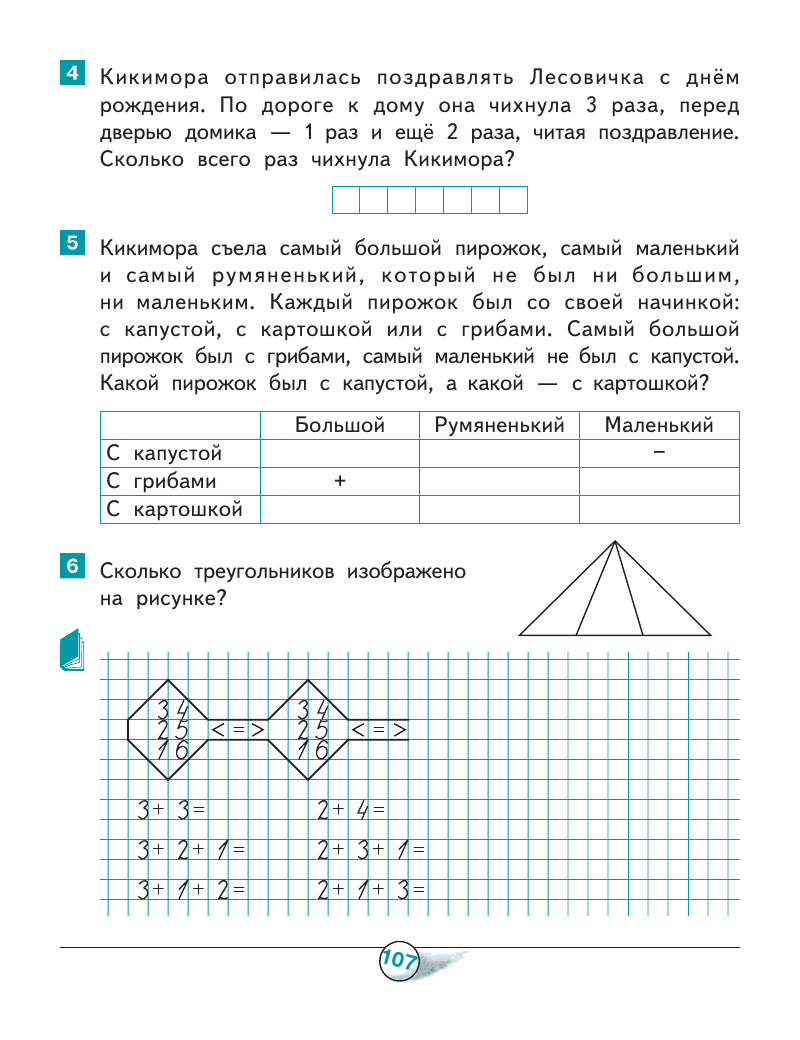 4 Кикимора отправилась поздравлять Лесовичка с днём
рождения. По дороге к дому она чихнула 3 раза, перед
дверью домика — 1 раз и ещё 2 раза, читая поздравление.
Сколько всего раз чихнула Кикимора?
5 Кикимора съела самый большой пирожок, самый маленький
и самый румяненький, который не был ни большим,
ни маленьким. Каждый пирожок был со своей начинкой:
с капустой, с картошкой или с грибами. Самый большой
пирожок был с грибами, самый маленький не был с капустой.
Какой пирожок был с капустой, а какой — с картошкой?
Большой Румяненький Маленький
С капустой –
С грибами +
С картошкой
6 Сколько треугольников изображено
на рисунке?
3 4 3 4
2 5 < = > 2 5 < = >
1 6 1 6
3 + 3 = 2 + 4 =
3 + 2 + 1 = 2 + 3 + 1 =
3 + 1 + 2 = 2 + 1 + 3 =
107